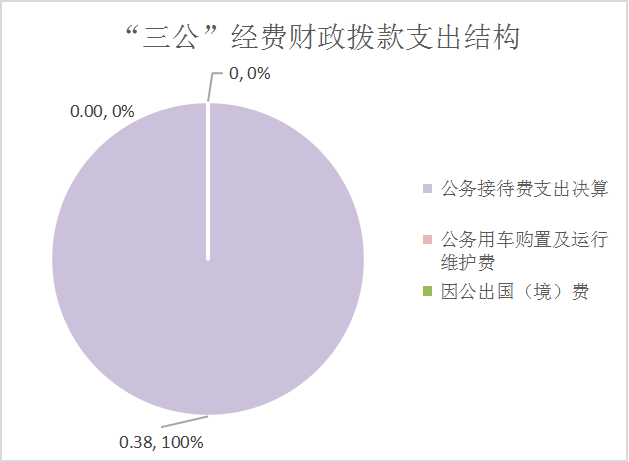 “三公”经费财政拨款支出结构
0, 0%
0.00, 0%
公务接待费支出决算
公务用车购置及运行
维护费
因公出国（境）费
0.38, 100%